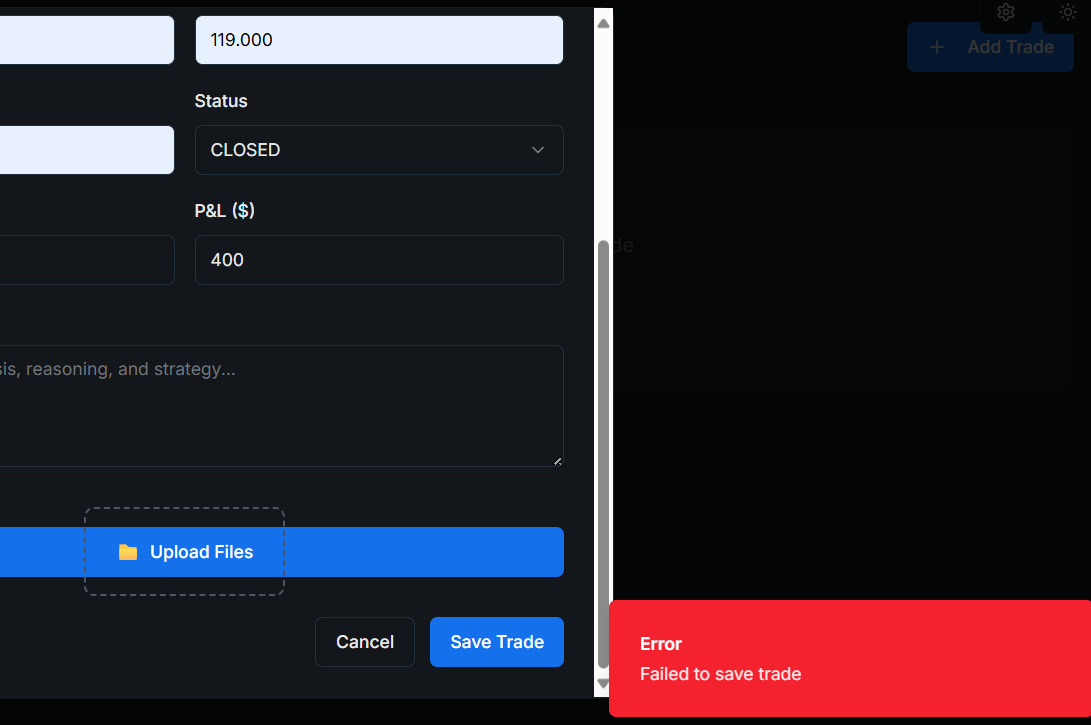 119.000
Add Trade
Status
CLOSED
P&L ($)
400
sis, reasoning, and strategy...
Upload Files
Cancel
Save Trade
Error
Failed to save trade